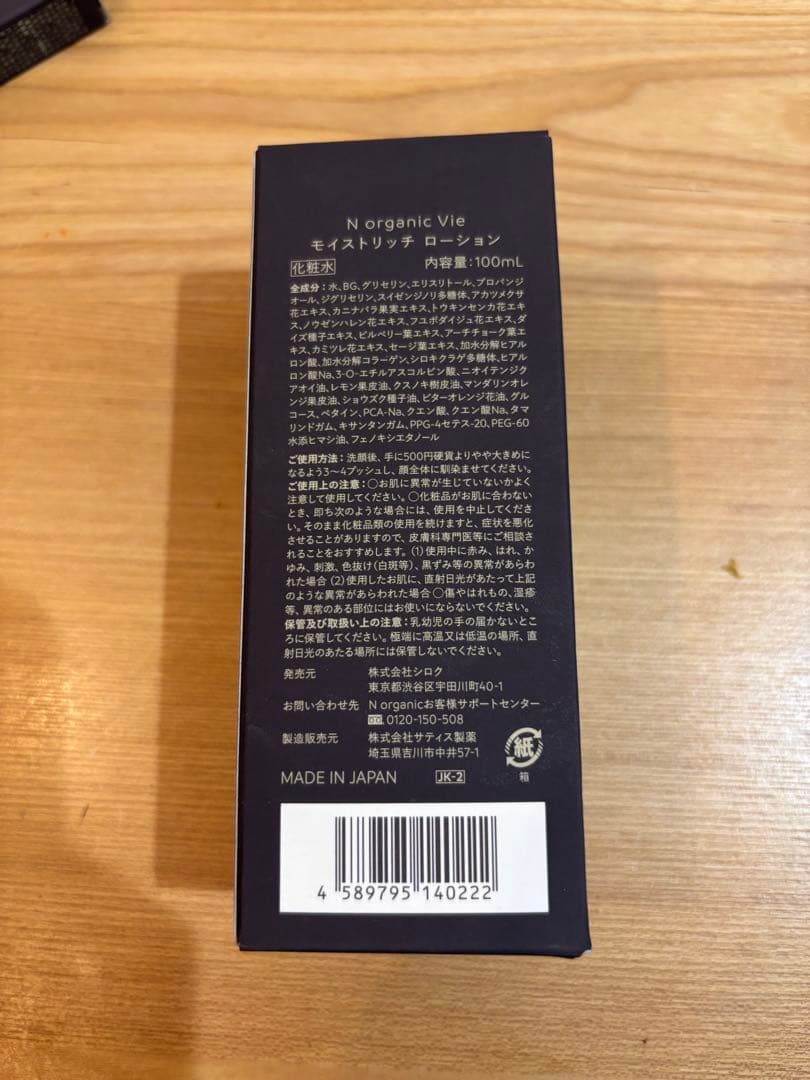 N organic Vie
モイストリッチ ローション
化粧水 内容量:100mL
全成分:水、BG、グリセリン、エリスリトール、プロパンジ
オール、ジグリセリン、スイゼンジノリ多糖体、アカツメクサ
花エキス、カニナバラ果実エキス、トウキンセンカ花エキ
ス、ノウゼンハレン花エキス、フユボダイジュ花エキス、ダ
イズ種子エキス、ビルベリー葉エキス、アーチチョーク葉エ
キス、カミツレ花エキス、セージ葉エキス、加水分解ヒアル
ロン酸、加水分解コラーゲン、シロキクラゲ多糖体、ヒアル
ロン酸Na、3-O-エチルアスコルビン酸、ニオイテンジク
アオイ油、レモン果皮油、クスノキ樹皮油、マンダリンオレ
ンジ果皮油、ショウズク種子油、ビターオレンジ花油、グル
コース、ベタイン、PCA-Na、クエン酸、クエン酸Na、タマ
リンドガム、キサンタンガム、PPG-4セテス-20、PEG-60
水添ヒマシ油、フェノキシエタノール
ご使用方法:洗顔後、手に500円硬貨よりやや大きめに
なるよう3〜4プッシュし、顔全体に馴染ませてください。
ご使用上の注意:○お肌に異常が生じていないかよく
注意して使用してください。○化粧品がお肌に合わない
とき、即ち次のような場合には、使用を中止してくださ
い。そのまま化粧品類の使用を続けますと、症状を悪化
させることがありますので、皮膚科専門医等にご相談さ
れることをおすすめします。(1)使用中に赤み、はれ、か
ゆみ、刺激、色抜け(白斑等)、黒ずみ等の異常があらわ
れた場合 (2)使用したお肌に、直射日光があたって上記
のような異常があらわれた場合 ○傷やはれもの、湿疹
等、異常のある部位にはお使いにならないでください。
保管及び取扱い上の注意:乳幼児の手の届かないとこ
ろに保管してください。極端に高温又は低温の場所、直
射日光のあたる場所には保管しないでください。
発売元 株式会社シロク
東京都渋谷区宇田川町40-1
お問い合わせ先 N organicお客様サポートセンター
0120-150-508
製造販売元 株式会社サティス製薬
埼玉県吉川市中井57-1
紙
箱
MADE IN JAPAN JK-2
4 589795 140222